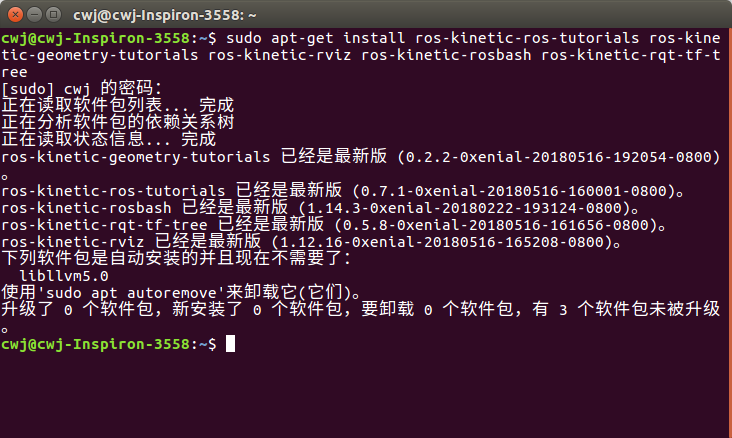 cwj@cwj-Inspiron-3558: ~
cwj@cwj-Inspiron-3558:~$ sudo apt-get install ros-kinetic-ros-tutorials ros-kine
tic-geometry-tutorials ros-kinetic-rviz ros-kinetic-rosbash ros-kinetic-rqt-tf-t
ree
[sudo] cwj 的密码：
正在读取软件包列表... 完成
正在分析软件包的依赖关系树
正在读取状态信息... 完成
ros-kinetic-geometry-tutorials 已经是最新版 (0.2.2-0xenial-20180516-192054-0800)
。
ros-kinetic-ros-tutorials 已经是最新版 (0.7.1-0xenial-20180516-160001-0800)。
ros-kinetic-rosbash 已经是最新版 (1.14.3-0xenial-20180222-193124-0800)。
ros-kinetic-rqt-tf-tree 已经是最新版 (0.5.8-0xenial-20180516-161656-0800)。
ros-kinetic-rviz 已经是最新版 (1.12.16-0xenial-20180516-165208-0800)。
下列软件包是自动安装的并且现在不需要了：
  libllvm5.0
使用'sudo apt autoremove'来卸载它(它们)。
升级了 0 个软件包，新安装了 0 个软件包，要卸载 0 个软件包，有 3 个软件包未被升级
。
cwj@cwj-Inspiron-3558:~$